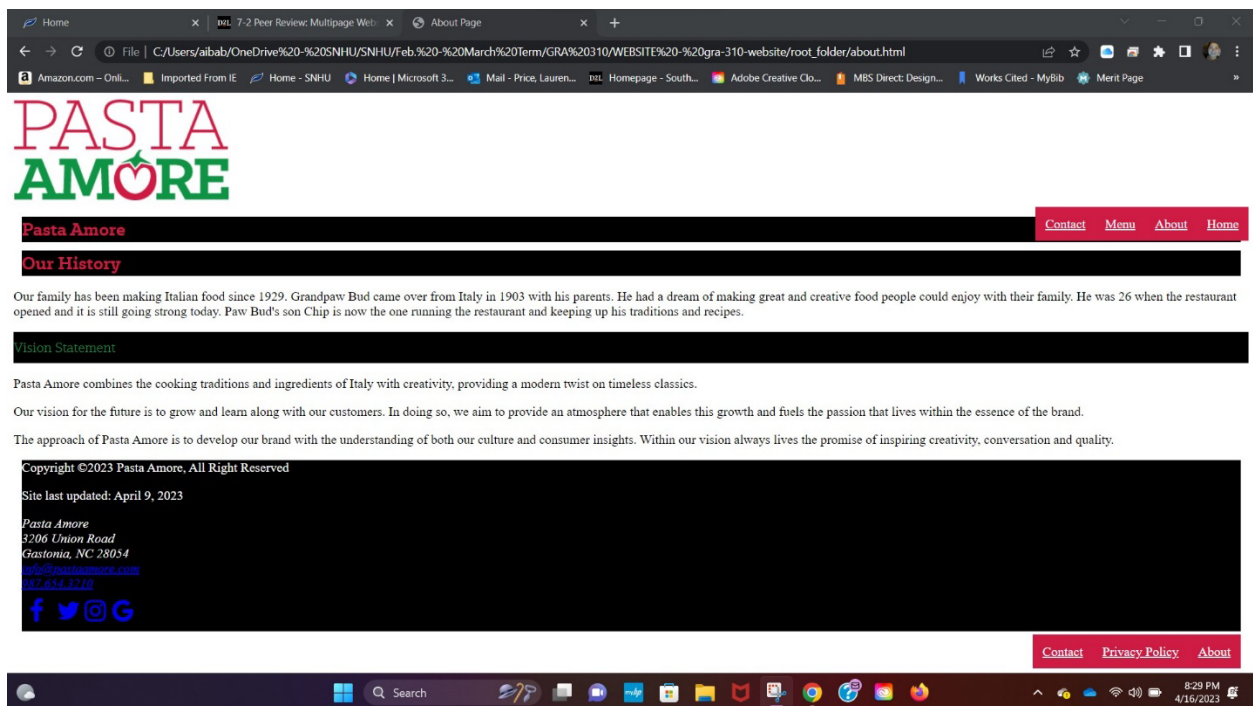 Home
7-2 Peer Review: Multipage Web
About Page
File | C:/Users/aibab/OneDrive%20-%20SNHU/SNHU/Feb.%20-%20March%20Term/GRA%20310/WEBSITE%20-%20gra-310-website/root_folder/about.html
Amazon.com – Onli...
Imported From IE
Home - SNHU
Home | Microsoft 3...
Mail - Price, Lauren...
D2L
Homepage - South...
Adobe Creative Clo...
MBS Direct: Design...
Works Cited - MyBib
Merit Page
PASTA
AMORE
Pasta Amore
Contact Menu About Home
Our History
Our family has been making Italian food since 1929. Grandpaw Bud came over from Italy in 1903 with his parents. He had a dream of making great and creative food people could enjoy with their family. He was 26 when the restaurant
opened and it is still going strong today. Paw Bud's son Chip is now the one running the restaurant and keeping up his traditions and recipes.
Vision Statement
Pasta Amore combines the cooking traditions and ingredients of Italy with creativity, providing a modern twist on timeless classics.
Our vision for the future is to grow and learn along with our customers. In doing so, we aim to provide an atmosphere that enables this growth and fuels the passion that lives within the essence of the brand.
The approach of Pasta Amore is to develop our brand with the understanding of both our culture and consumer insights. Within our vision always lives the promise of inspiring creativity, conversation and quality.
Copyright ©2023 Pasta Amore, All Right Reserved
Site last updated: April 9, 2023
Pasta Amore
3206 Union Road
Gastonia, NC 28054
info@pastaamore.com
987.654.3210
Contact Privacy Policy About
Search
8:29 PM
4/16/2023